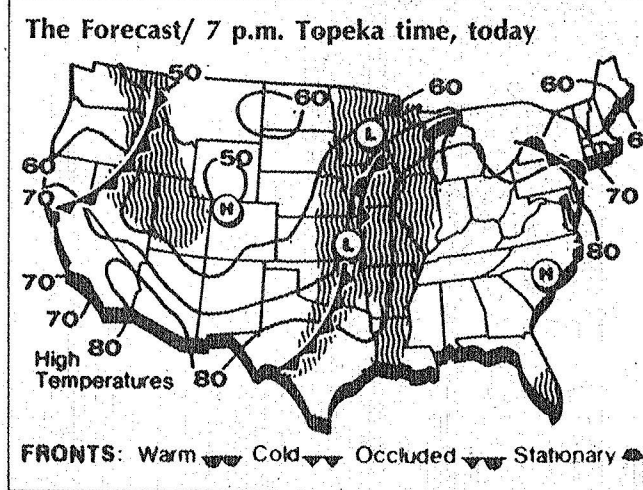 The Forecast/ 7 p.m. Topeka time, today
50
60
60
60
6
50
60
70
H
L
L
70
80
H
70
70
80
80
High
Temperatures
FRONTS: Warm Cold Occluded Stationary